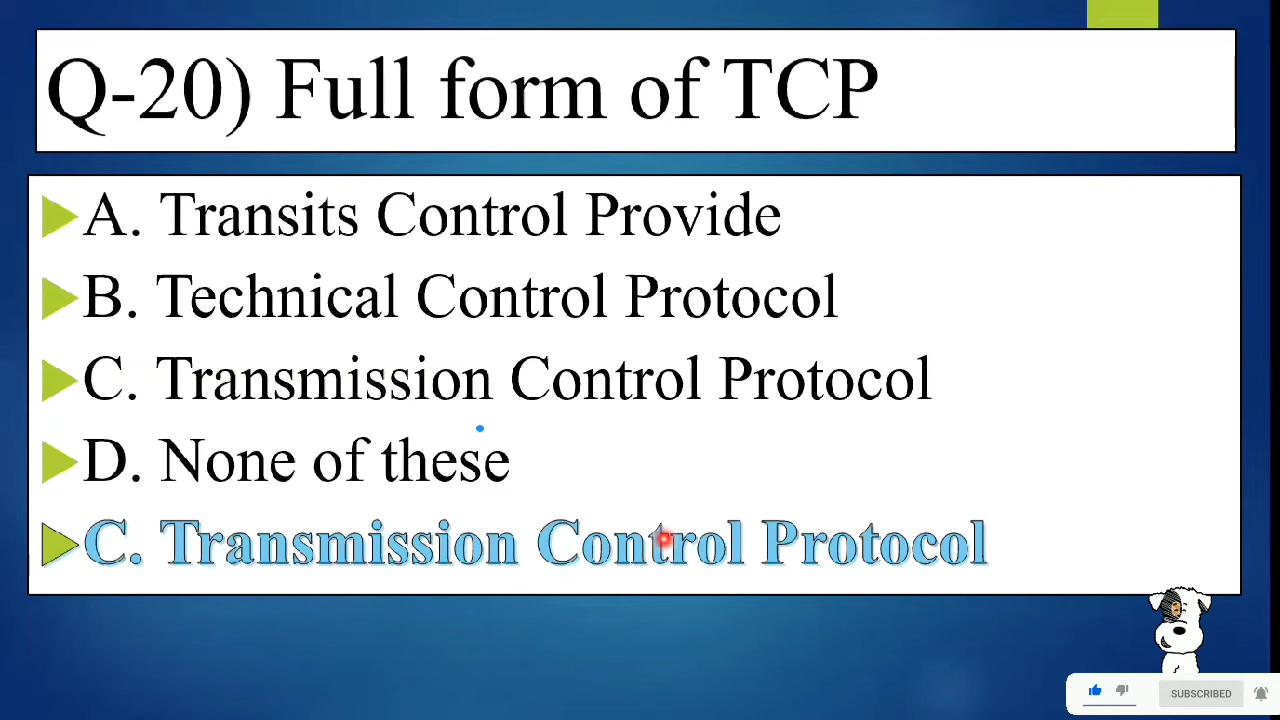 Q-20) Full form of TCP
A. Transits Control Provide
B. Technical Control Protocol
C. Transmission Control Protocol
D. None of these
C. Transmission Control Protocol
SUBSCRIBED